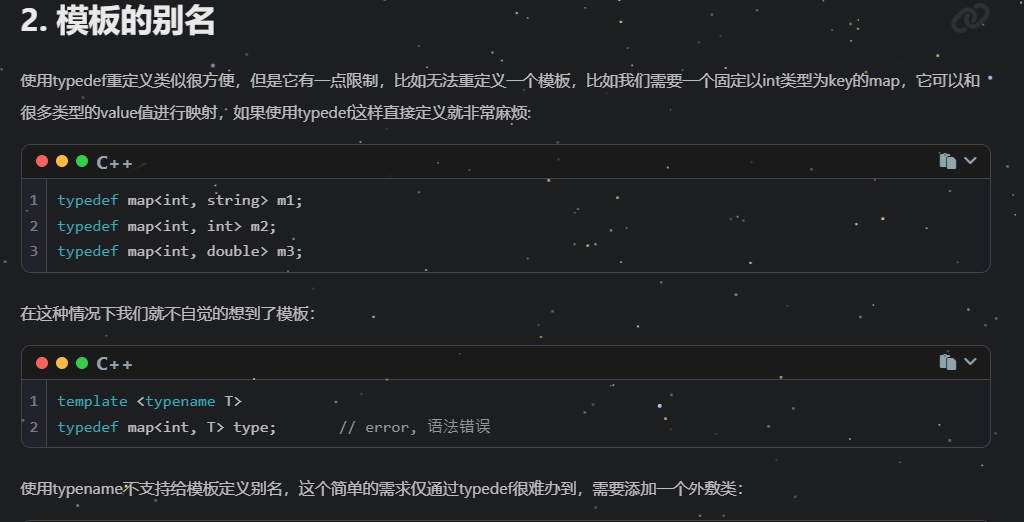 2. 模板的别名
使用typedef重定义类似很方便，但是它有一点限制，比如无法重定义一个模板，比如我们需要一个固定以int类型为key的map，它可以和
很多类型的value值进行映射，如果使用typedef这样直接定义就非常麻烦:
C++
1 typedef map<int, string> m1;
2 typedef map<int, int> m2;
3 typedef map<int, double> m3;
在这种情况下我们就不自觉的想到了模板：
C++
1 template <typename T>
2 typedef map<int, T> type; // error, 语法错误
使用typename不支持给模板定义别名，这个简单的需求仅通过typedef很难办到，需要添加一个外敷类：